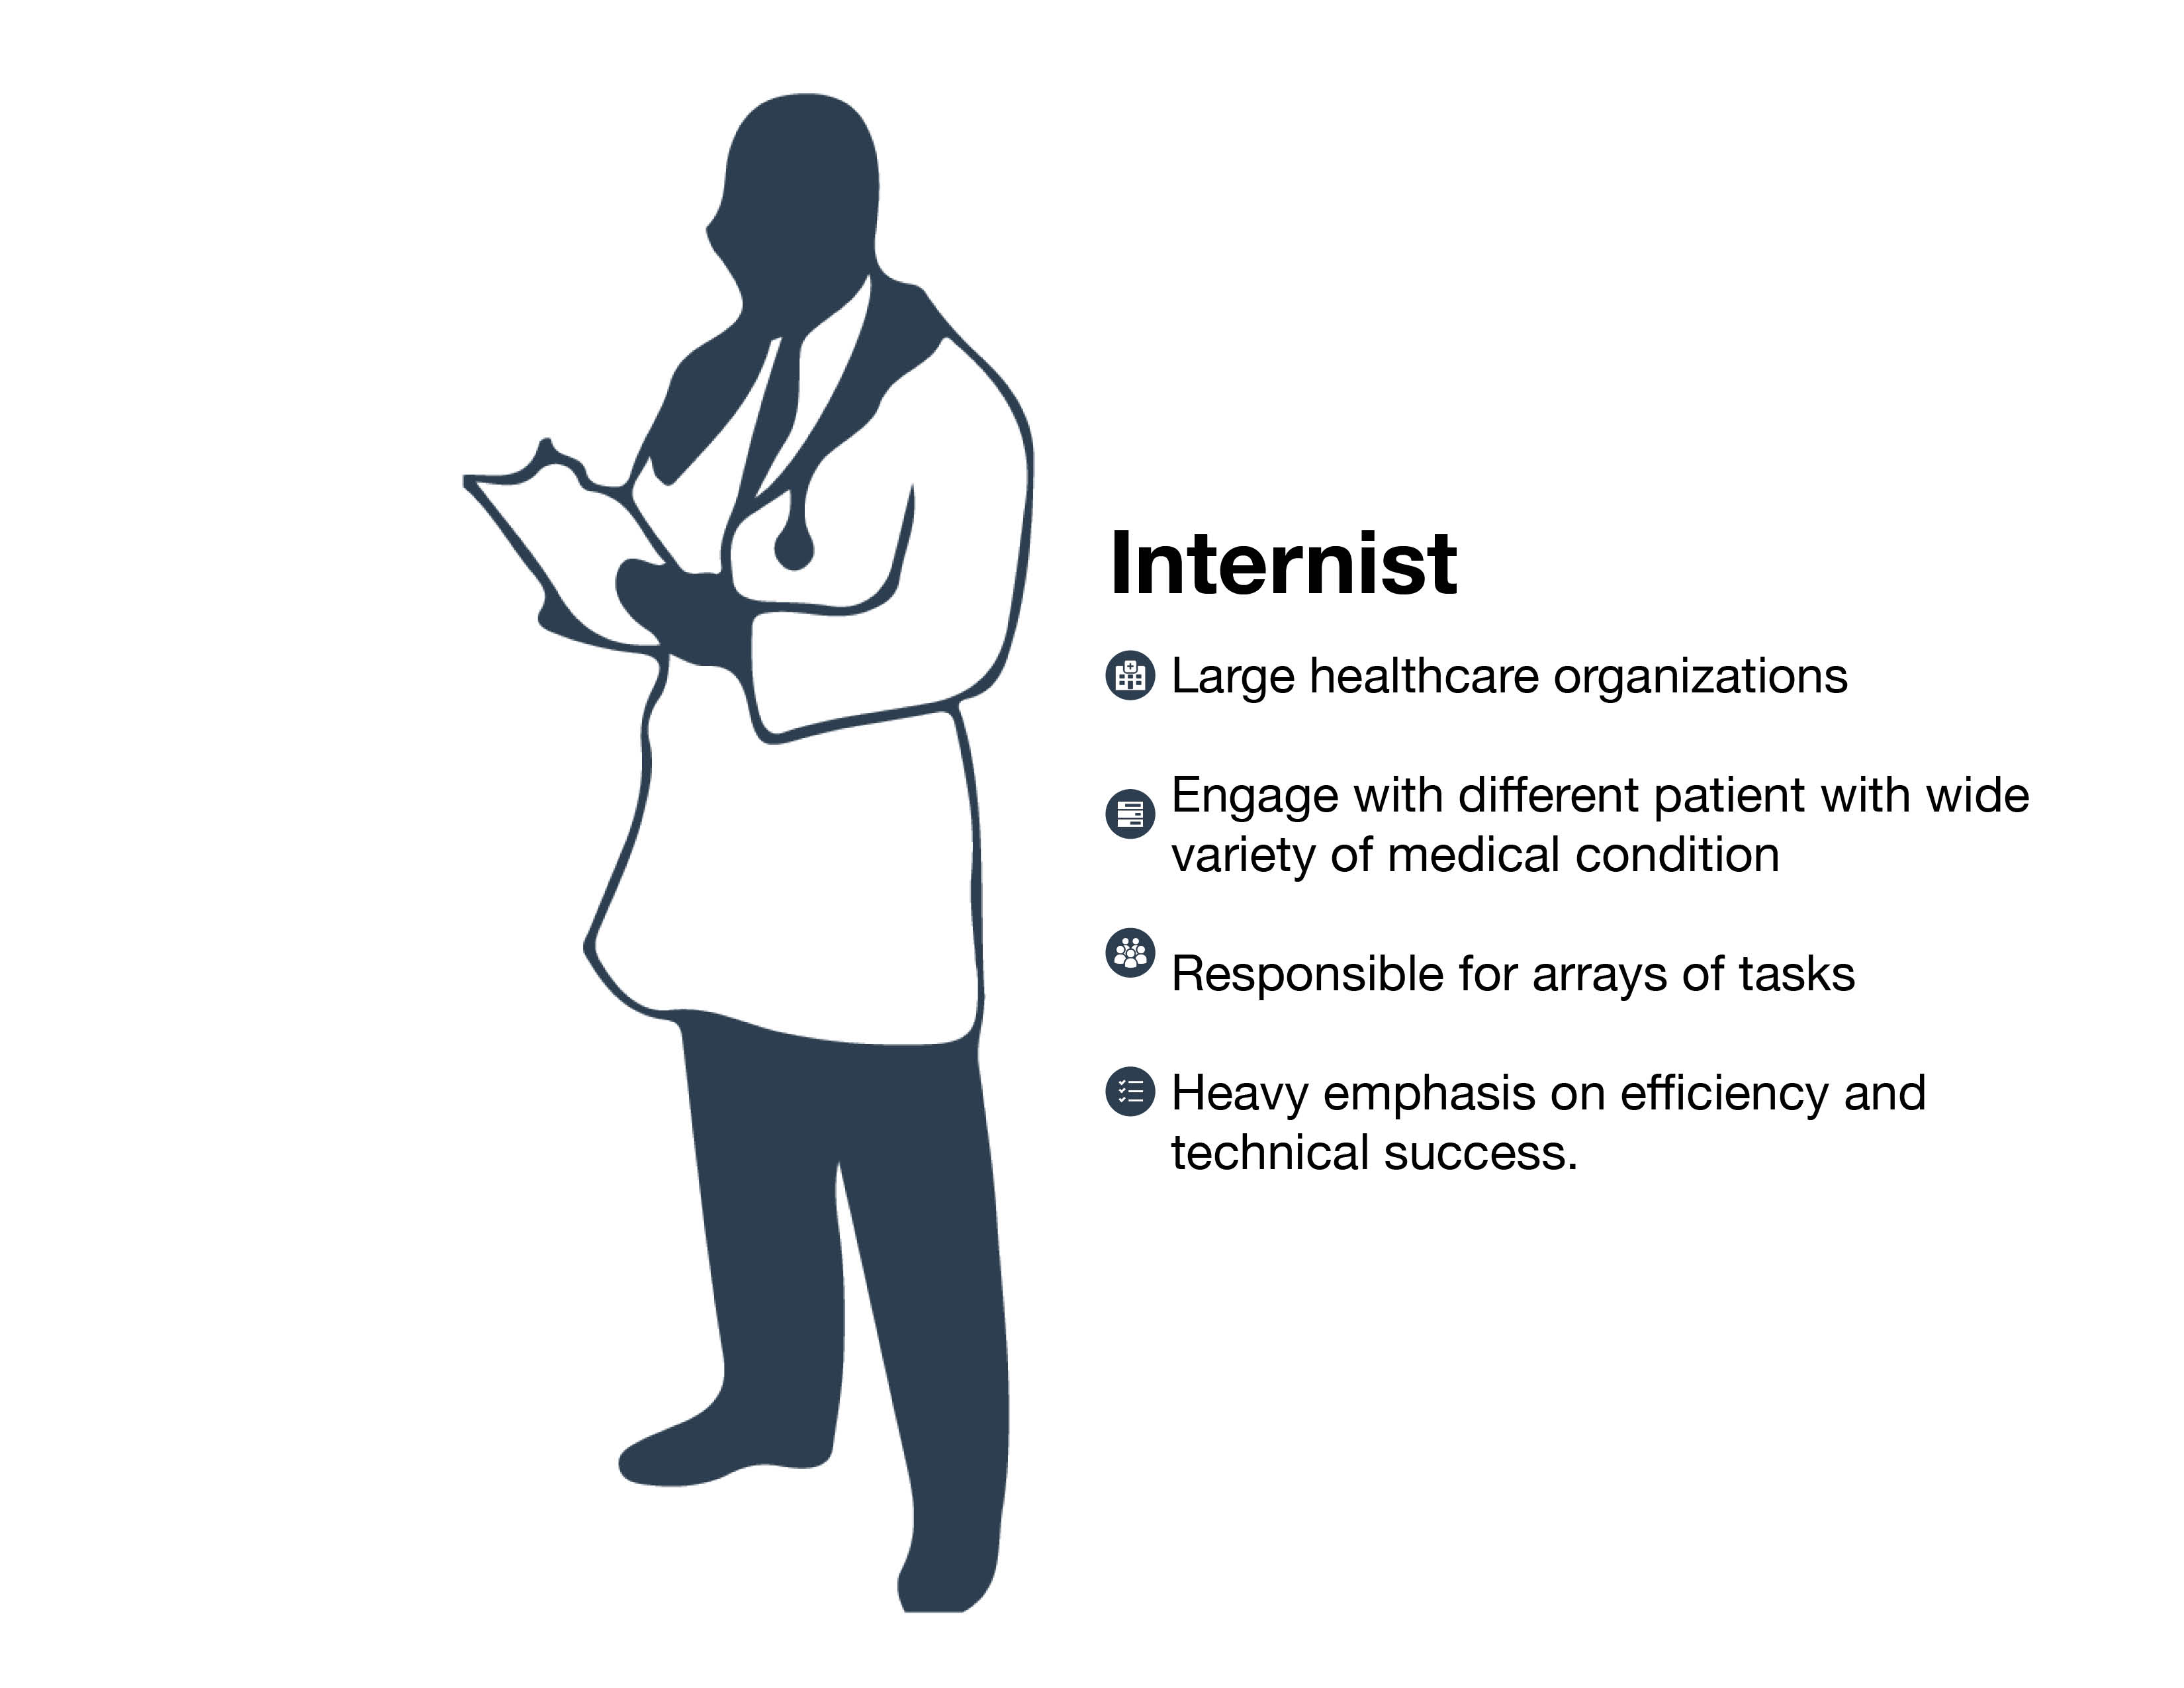 Internist
Large healthcare organizations
Engage with different patient with wide
variety of medical condition
Responsible for arrays of tasks
Heavy emphasis on efficiency and
technical success.